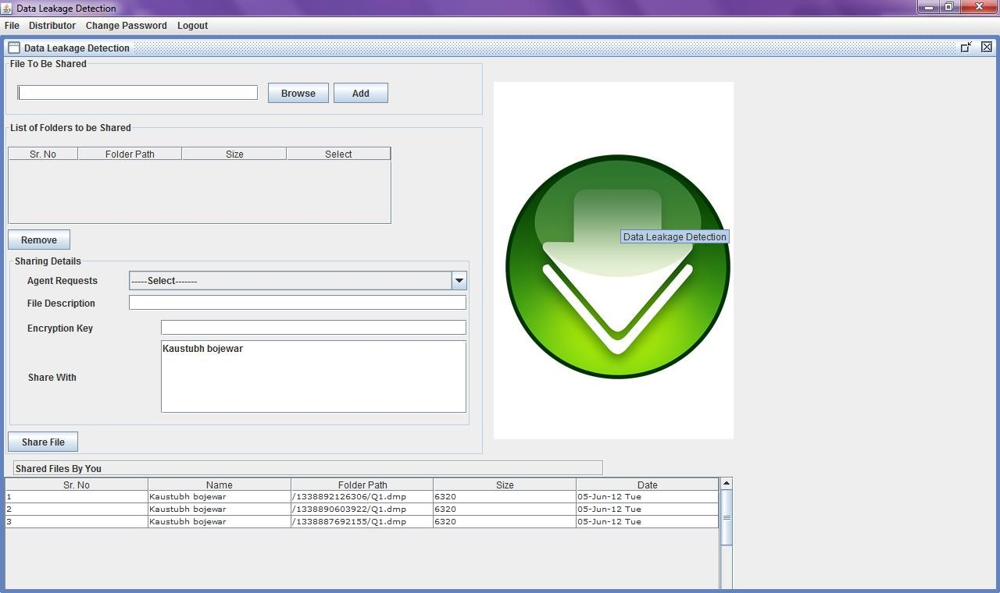 Data Leakage Detection
File Distributor Change Password Logout
Data Leakage Detection
File To Be Shared
Browse Add
List of Folders to be Shared
Sr. No Folder Path Size Select
Remove
Sharing Details
Agent Requests -----Select-------
File Description
Encryption Key
Share With Kaustubh bojewar
Share File
Data Leakage Detection
Shared Files By You
Sr. No Name Folder Path Size Date
1 Kaustubh bojewar /1338892126306/Q1.dmp 6320 05-Jun-12 Tue
2 Kaustubh bojewar /1338890603922/Q1.dmp 6320 05-Jun-12 Tue
3 Kaustubh bojewar /1338887692155/Q1.dmp 6320 05-Jun-12 Tue